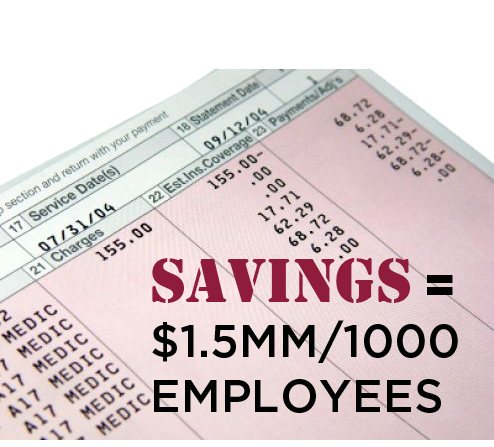 section and return with your payment
17 Service Date(s)
18 Statement Date
1
07/31/04
09/12/04
21 Charges
22 Est.Ins.Coverage
23 Payments/Adj's
155.00
155.00-
.00
.00
17.71
62.29
68.72
6.28
.00
68.72
6.28
17.71-
62.29-
68.72-
6.28-
.00
2
MEDIC
7 MEDIC
17 MEDIC
A17 MEDIC
A17 MEDIC
A17 MEDIC
SAVINGS =
$1.5MM/1000
EMPLOYEES